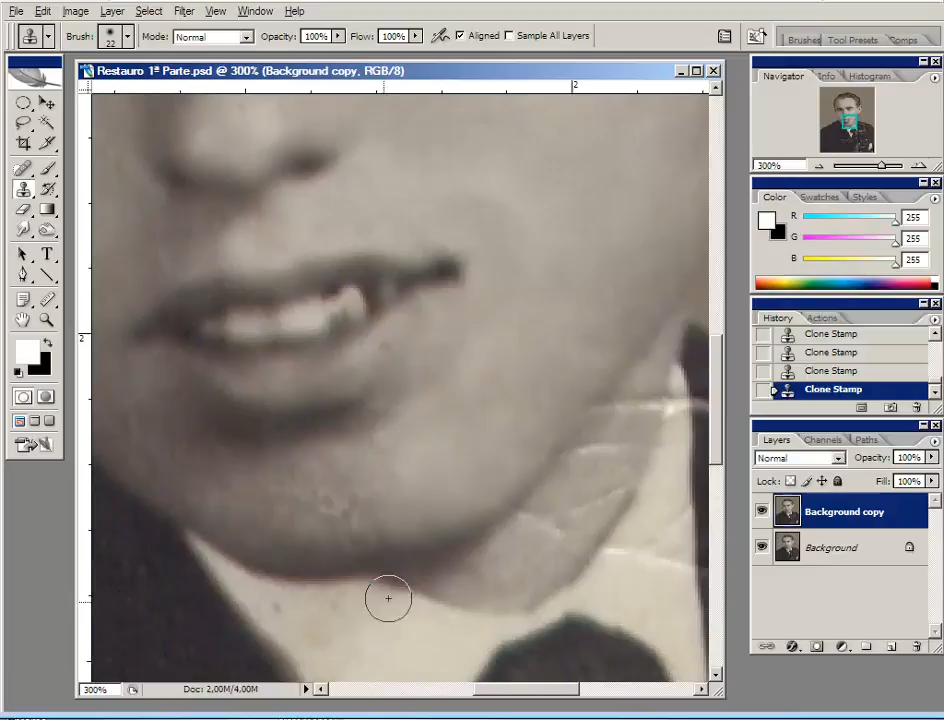 File Edit Image Layer Select Filter View Window Help
Brush: 22 Mode: Normal Opacity: 100% Flow: 100% Aligned Sample All Layers
Brushes Tool Presets Comps
Restauro 1ª Parte.psd @ 300% (Background copy, RGB/8)
2
2
T
300% Doc: 2,00M/4,00M
Navigator Info Histogram
300%
Color Swatches Styles
R 255
G 255
B 255
History Actions
Clone Stamp
Clone Stamp
Clone Stamp
Clone Stamp
Layers Channels Paths
Normal Opacity: 100%
Lock: Fill: 100%
Background copy
Background